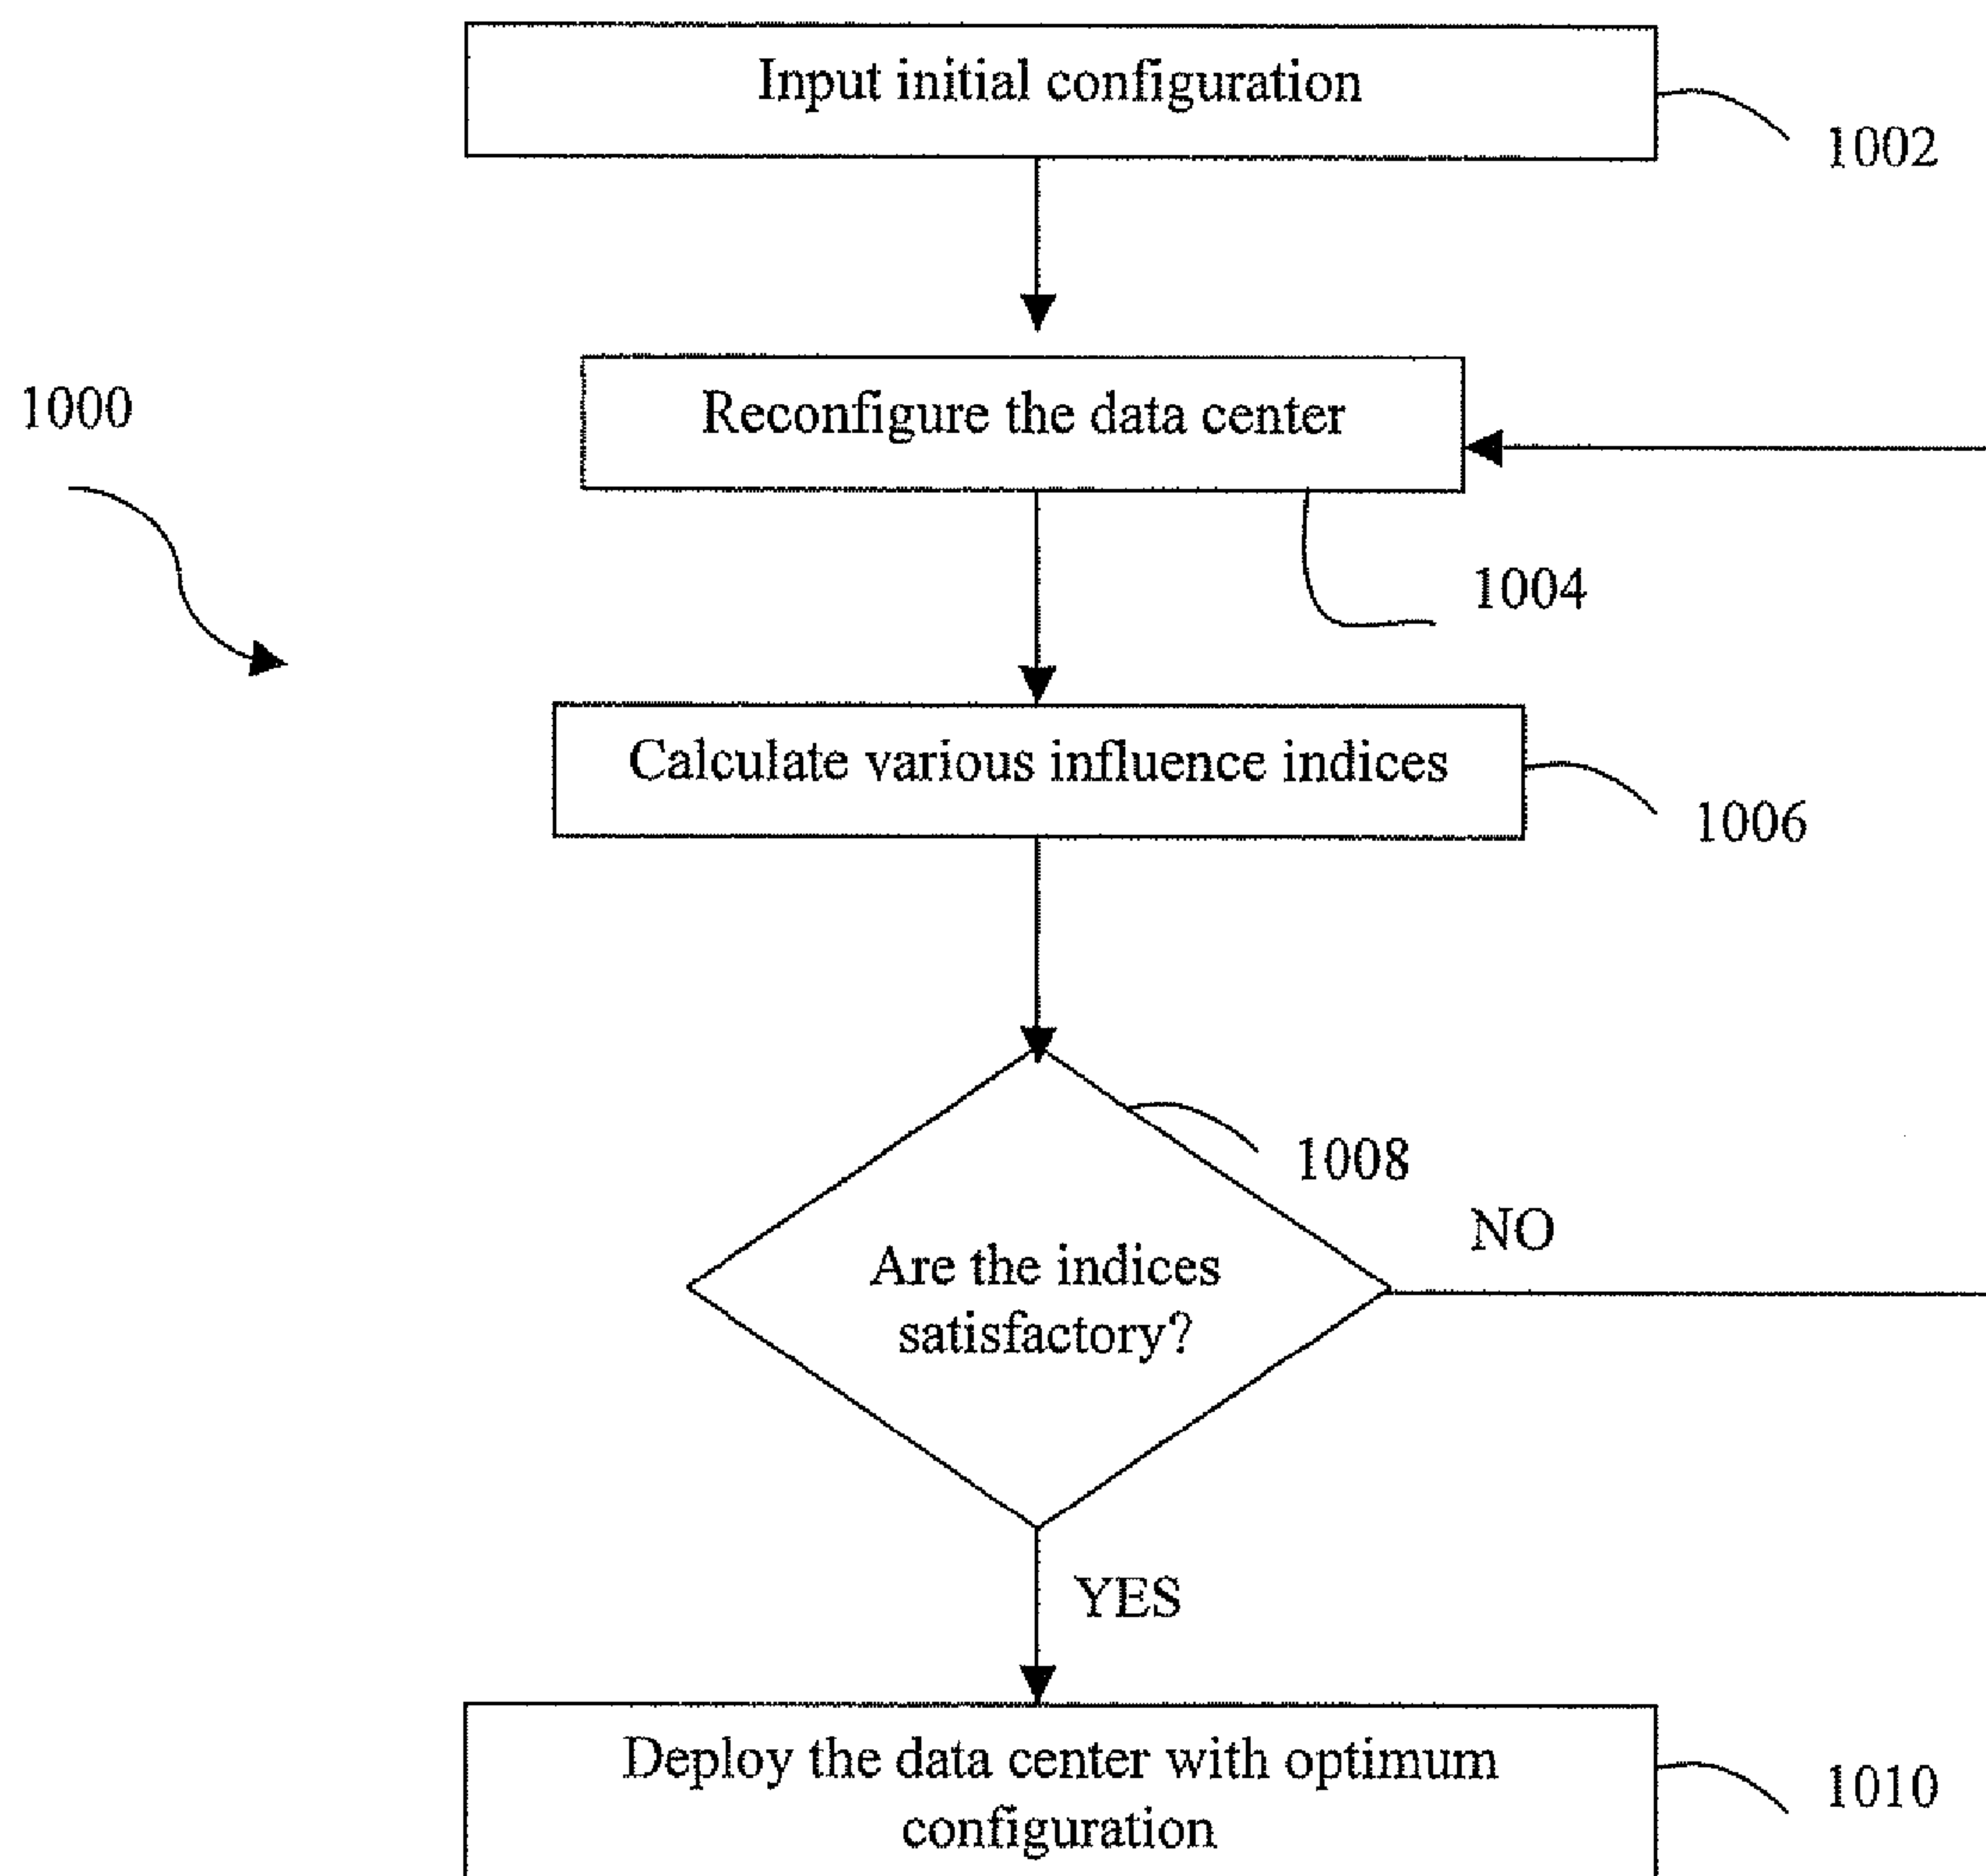 Input initial configuration
1002
1000
Reconfigure the data center
1004
Calculate various influence indices
1006
1008
Are the indices
satisfactory?
NO
YES
Deploy the data center with optimum
configuration
1010